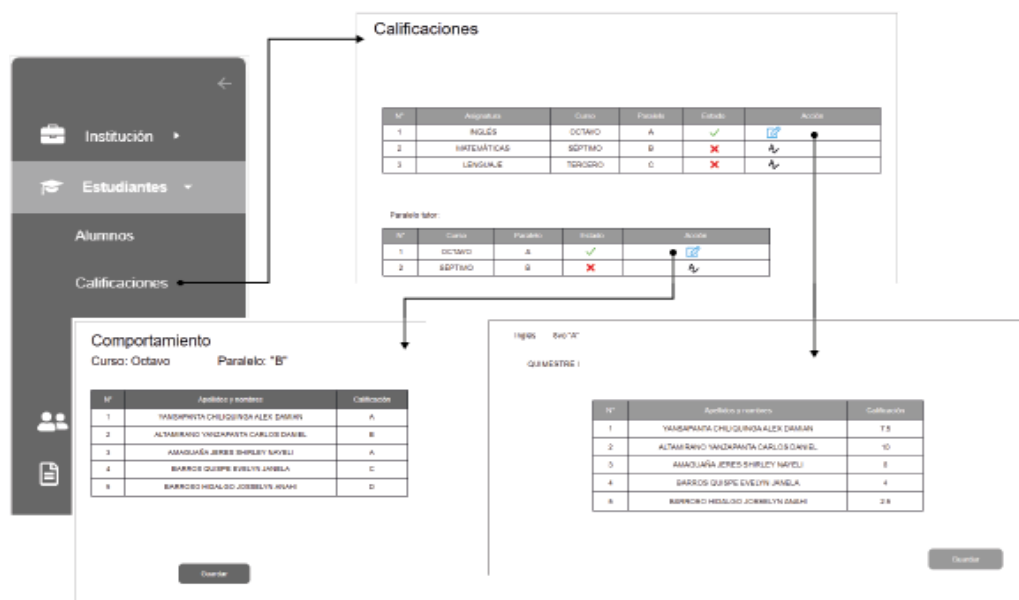 Calificaciones
Institución
Estudiantes
Alumnos
Calificaciones
N° Asignatura Curso Paralelo Estado Acción
1 INGLÉS OCTAVO A
2 MATEMÁTICAS SÉPTIMO B
3 LENGUAJE TERCERO C
Paralelo tutor:
N° Curso Paralelo Estado Acción
1 OCTAVO A
2 SÉPTIMO B
Comportamiento
Curso: Octavo Paralelo: "B"
N° Apellidos y nombres Calificación
1 YANSAPANTA CHILIQUINGA ALEX DAMIAN A
2 ALTAMIRANO YANZAPANTA CARLOS DANIEL B
3 AMAGUAÑA JERES SHIRLEY NAYELI A
4 BARROS QUISPE EVELYN JANELA C
5 BARROSO HIDALGO JOSSELYN ANAHI D
Guardar
Inglés 8vo "A"
QUIMESTRE I
N° Apellidos y nombres Calificación
1 YANSAPANTA CHILIQUINGA ALEX DAMIAN 7.5
2 ALTAMIRANO YANZAPANTA CARLOS DANIEL 10
3 AMAGUAÑA JERES SHIRLEY NAYELI
4 BARROS QUISPE EVELYN JANELA 4
5 BARROSO HIDALGO JOSSELYN ANAHI 2.5
Guardar